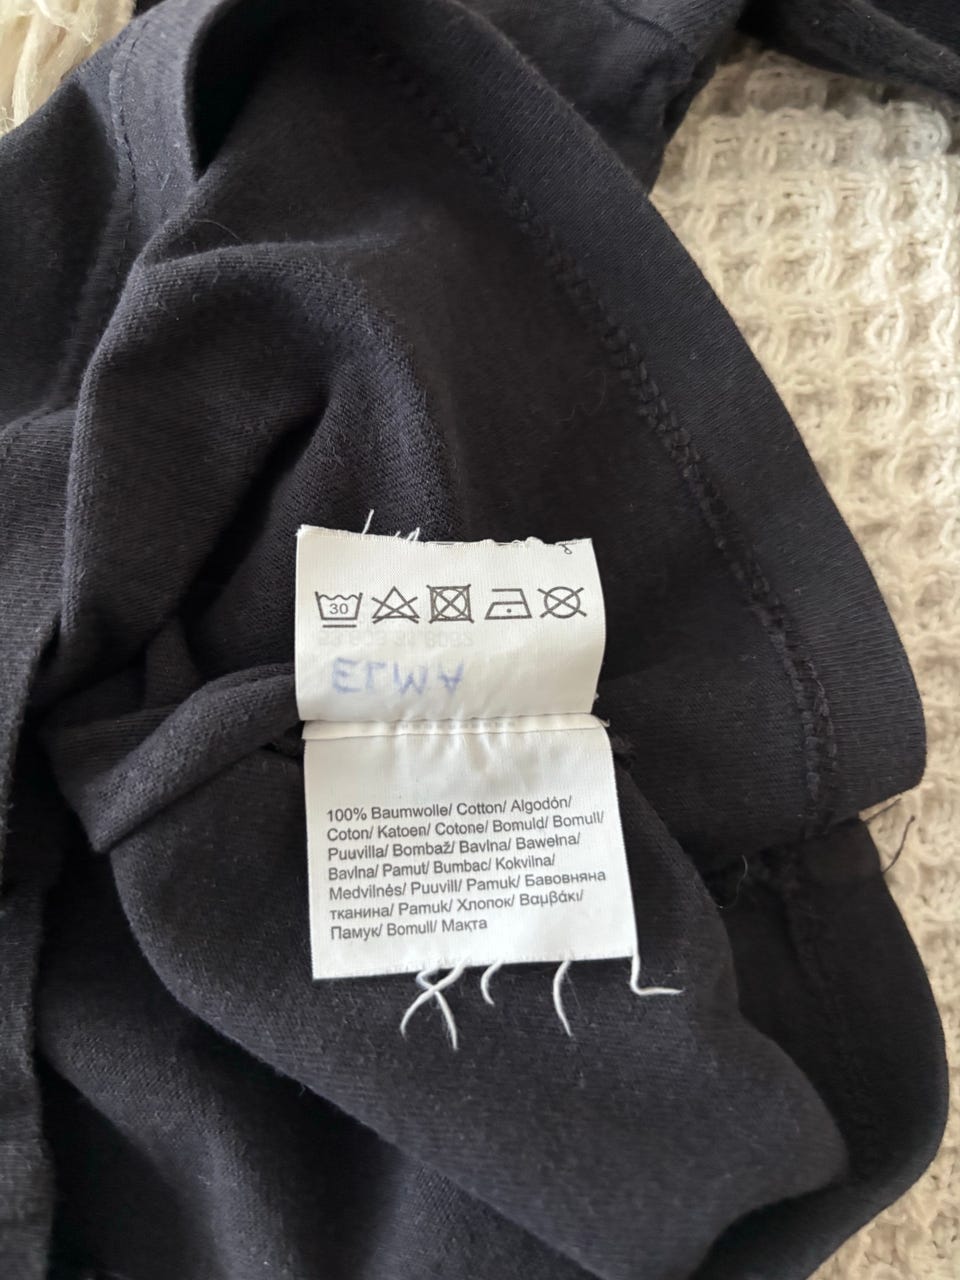 30
100% Baumwolle/ Cotton/ Algodón/
Coton/ Katoen/ Cotone/ Bomuld/ Bomull/
Puuvilla/ Bombaž/ Bavlna/ Bawełna/
Bavlna/ Pamut/ Bumbac/ Kokvilna/
Medvilnės/ Puuvill/ Pamuk/ Бавовняна
тканина/ Pamuk/ Хлопок/ Βαμβάκι/
Памук/ Bomull/ Мақта